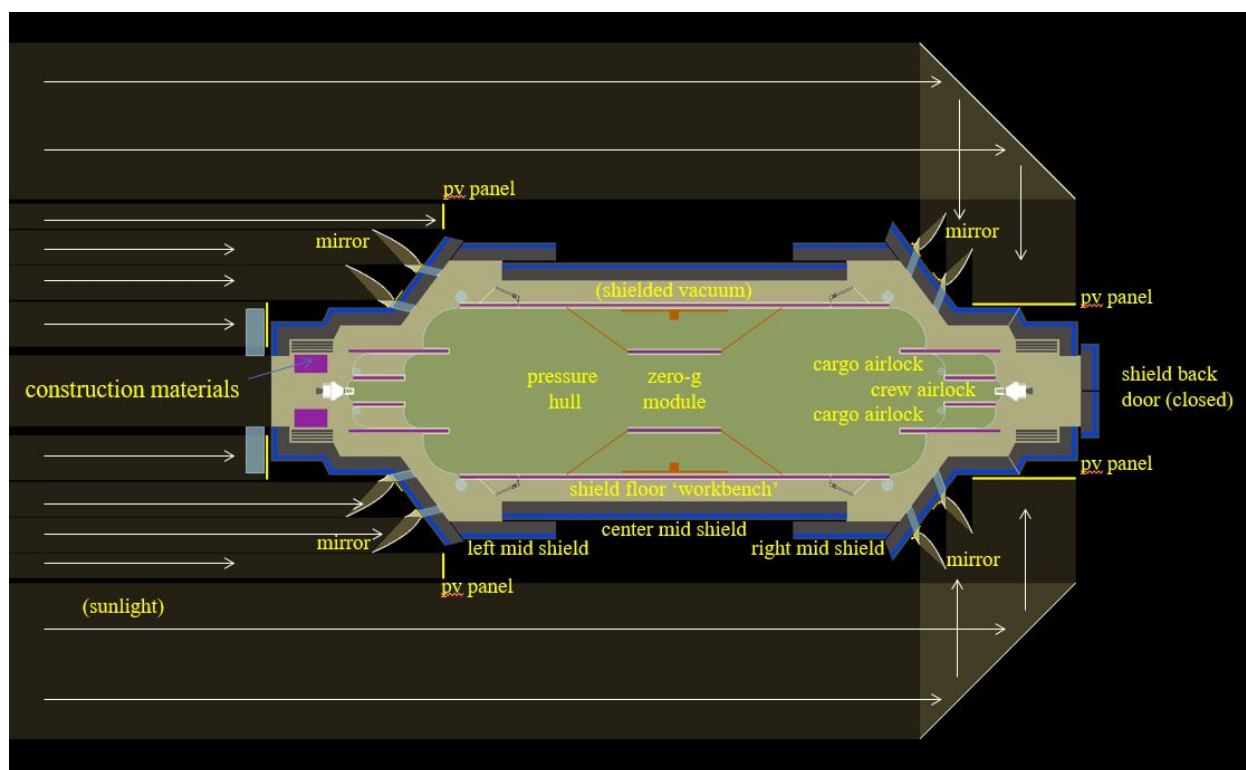 pv panel
mirror
mirror
(shielded vacuum)
pv panel
construction materials
pressure
hull
zero-g
module
cargo airlock
crew airlock
cargo airlock
shield back
door (closed)
pv panel
shield floor ‘workbench’
center mid shield
mirror
left mid shield
right mid shield
mirror
pv panel
(sunlight)